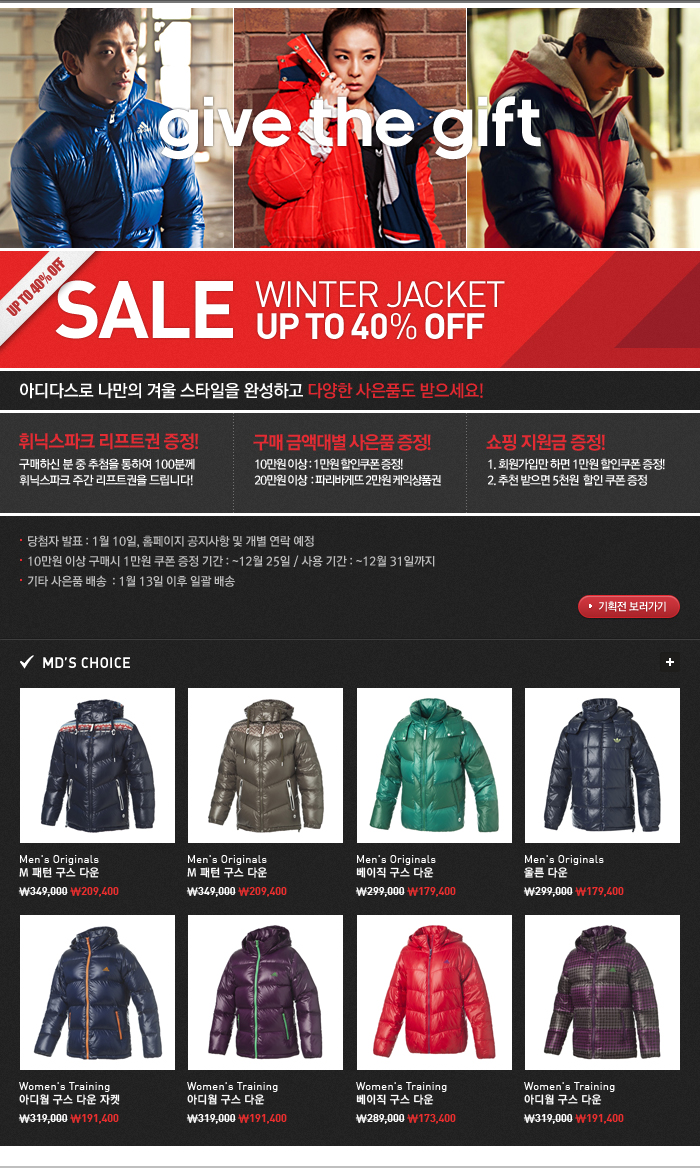 give the gift
UP TO 40% OFF
SALE
WINTER JACKET
UP TO 40% OFF
아디다스로 나만의 겨울 스타일을 완성하고 다양한 사은품도 받으세요!
휘닉스파크 리프트권 증정!
구매하신 분 중 추첨을 통하여 100분께
휘닉스파크 주간 리프트권을 드립니다!
구매 금액대별 사은품 증정!
10만원 이상 : 1만원 할인쿠폰 증정!
20만원 이상 : 파리바게뜨 2만원 케익상품권
쇼핑 지원금 증정!
1. 회원가입만 하면 1만원 할인쿠폰 증정!
2. 추천 받으면 5천원 할인 쿠폰 증정
· 당첨자 발표 : 1월 10일, 홈페이지 공지사항 및 개별 연락 예정
· 10만원 이상 구매시 1만원 쿠폰 증정 기간 : ~12월 25일 / 사용 기간 : ~12월 31일까지
· 기타 사은품 배송 : 1월 13일 이후 일괄 배송
기획전 보러가기
MD'S CHOICE
Men's Originals
M 패턴 구스 다운
₩349,000 ₩209,400
Men's Originals
M 패턴 구스 다운
₩349,000 ₩209,400
Men's Originals
베이직 구스 다운
₩299,000 ₩179,400
Men's Originals
울론 다운
₩299,000 ₩179,400
Women's Training
아디웜 구스 다운 자켓
₩319,000 ₩191,400
Women's Training
아디웜 구스 다운
₩319,000 ₩191,400
Women's Training
베이직 구스 다운
₩289,000 ₩173,400
Women's Training
아디웜 구스 다운
₩319,000 ₩191,400